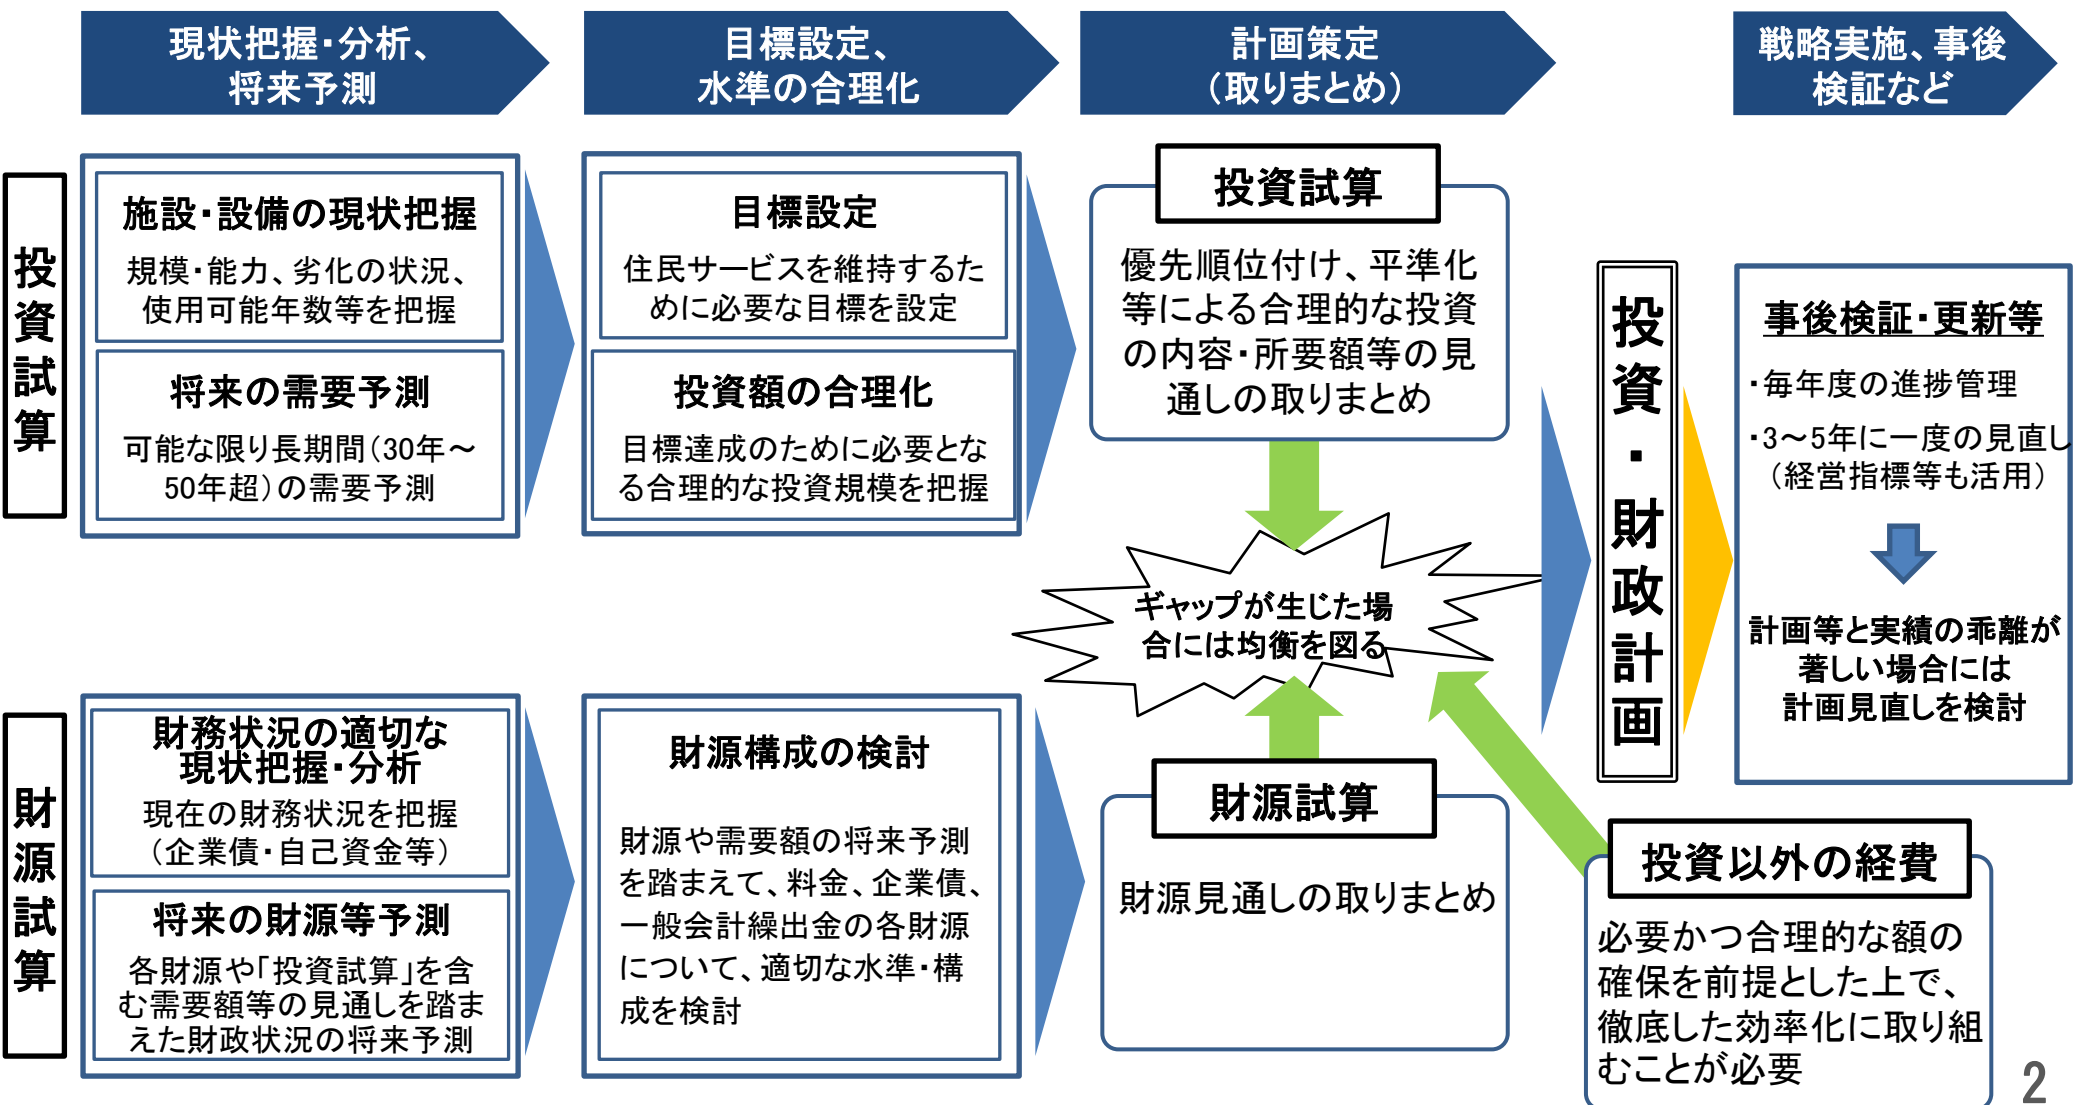 現状把握・分析、
将来予測
目標設定、
水準の合理化
計画策定
（取りまとめ）
戦略実施、事後
検証など
投資試算
施設・設備の現状把握
規模・能力、劣化の状況、
使用可能年数等を把握
将来の需要予測
可能な限り長期間（30年～
50年超）の需要予測
目標設定
住民サービスを維持するた
めに必要な目標を設定
投資額の合理化
目標達成のために必要とな
る合理的な投資規模を把握
投資試算
優先順位付け、平準化
等による合理的な投資
の内容・所要額等の見
通しの取りまとめ
ギャップが生じた場
合には均衡を図る
財源試算
財務状況の適切な
現状把握・分析
現在の財務状況を把握
（企業債・自己資金等）
将来の財源等予測
各財源や「投資試算」を含
む需要額等の見通しを踏ま
えた財政状況の将来予測
財源構成の検討
財源や需要額の将来予測
を踏まえて、料金、企業債、
一般会計繰出金の各財源
について、適切な水準・構
成を検討
財源試算
財源見通しの取りまとめ
投資・財政計画
事後検証・更新等
・毎年度の進捗管理
・3～5年に一度の見直し
（経営指標等も活用）
計画等と実績の乖離が
著しい場合には
計画見直しを検討
投資以外の経費
必要かつ合理的な額の
確保を前提とした上で、
徹底した効率化に取り組
むことが必要
2